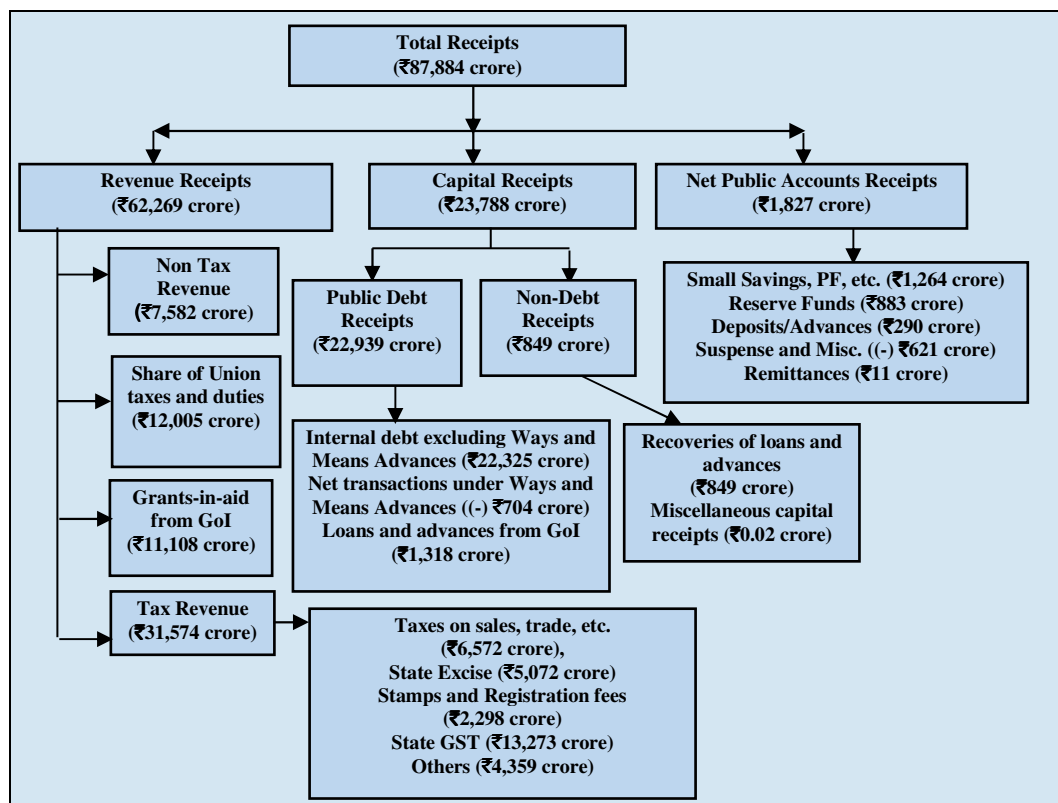 Total Receipts
(₹87,884 crore)
Revenue Receipts
(₹62,269 crore)
Capital Receipts
(₹23,788 crore)
Net Public Accounts Receipts
(₹1,827 crore)
Non Tax
Revenue
(₹7,582 crore)
Share of Union
taxes and duties
(₹12,005 crore)
Grants-in-aid
from GoI
(₹11,108 crore)
Tax Revenue
(₹31,574 crore)
Public Debt
Receipts
(₹22,939 crore)
Non-Debt
Receipts
(₹849 crore)
Small Savings, PF, etc. (₹1,264 crore)
Reserve Funds (₹883 crore)
Deposits/Advances (₹290 crore)
Suspense and Misc. ((-) ₹621 crore)
Remittances (₹11 crore)
Internal debt excluding Ways and
Means Advances (₹22,325 crore)
Net transactions under Ways and
Means Advances ((-) ₹704 crore)
Loans and advances from GoI
(₹1,318 crore)
Recoveries of loans and
advances
(₹849 crore)
Miscellaneous capital
receipts (₹0.02 crore)
Taxes on sales, trade, etc.
(₹6,572 crore),
State Excise (₹5,072 crore)
Stamps and Registration fees
(₹2,298 crore)
State GST (₹13,273 crore)
Others (₹4,359 crore)